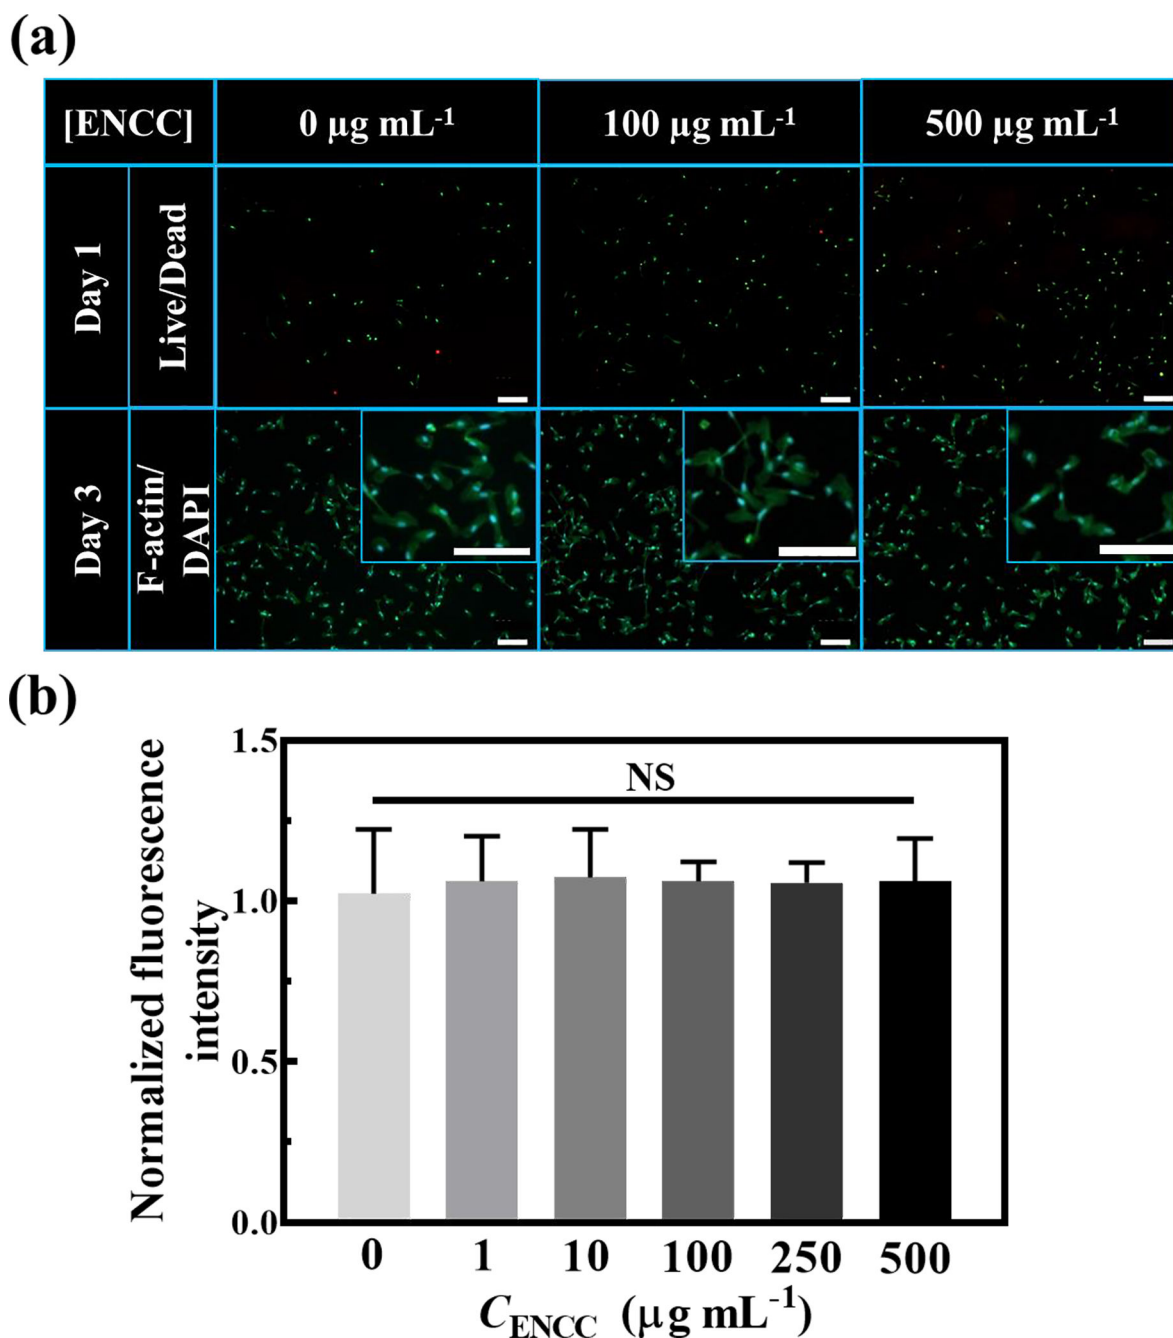 (a)
[ENCC]
0 µg mL-1
100 µg mL-1
500 µg mL-1
Day 1
Live/Dead
Day 3
F-actin/
DAPI
(b)
Normalized fluorescence
intensity
1.5
1.0
0.5
0.0
NS
0
1
10
100
250
500
CENCC (µg mL-1)